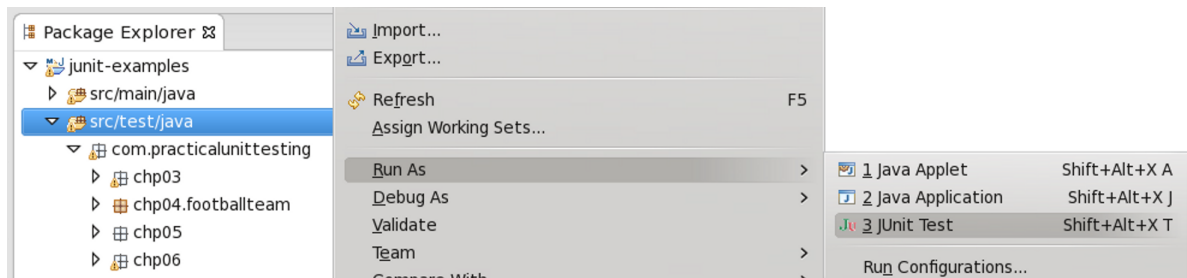 Package Explorer
junit-examples
src/main/java
src/test/java
com.practicalunittesting
chp03
chp04.footballteam
chp05
chp06
Import...
Export...
Refresh F5
Assign Working Sets...
Run As
Debug As
Validate
Team
Compare With
1 Java Applet Shift+Alt+X A
2 Java Application Shift+Alt+X J
3 JUnit Test Shift+Alt+X T
Run Configurations...